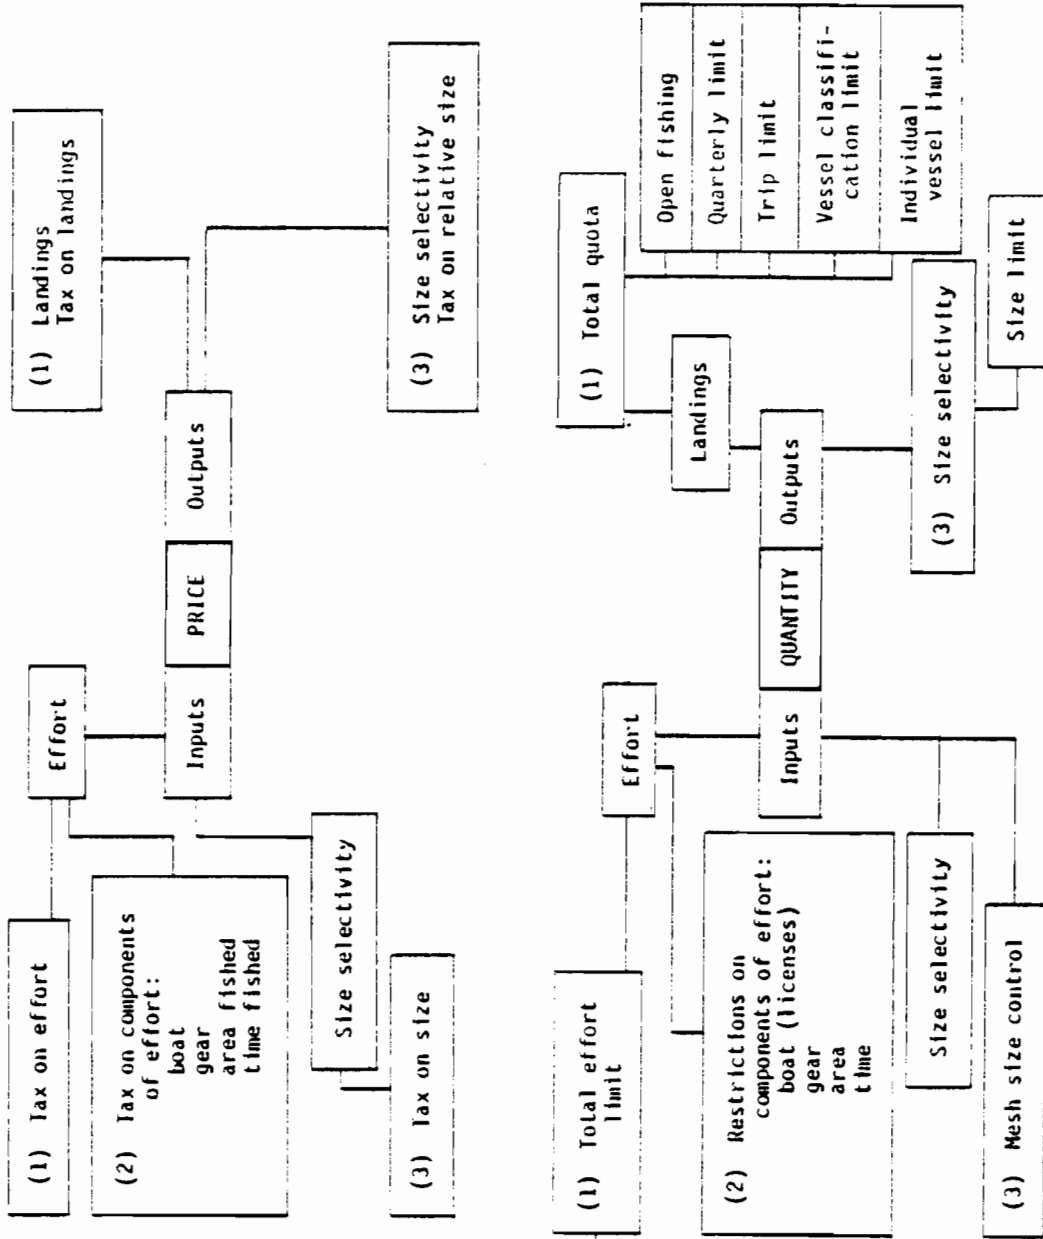 (1) Tax on effort
(2) Tax on components
of effort:
boat
gear
area fished
time fished
Effort
Size selectivity
(3) Tax on size
Inputs
PRICE
Outputs
(1) Landings
Tax on landings
(3) Size selectivity
Tax on relative size
(1) Total effort
limit
(2) Restrictions on
components of effort:
boat (licenses)
gear
area
time
Effort
Size selectivity
(3) Mesh size control
Inputs
QUANTITY
Outputs
Landings
(1) Total quota
Open fishing
Quarterly limit
Trip limit
Vessel classifi-
cation limit
Individual
vessel limit
(3) Size selectivity
Size limit